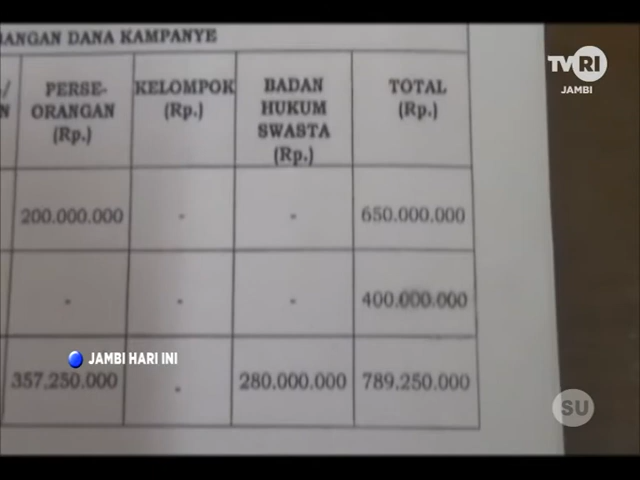 BANGAN DANA KAMPANYE
/
N
PERSE-
ORANGAN
(Rp.)
KELOMPOK
(Rp.)
BADAN
HUKUM
SWASTA
(Rp.)
TOTAL
(Rp.)
200.000.000 - - 650.000.000
- - - 400.000.000
357.250.000 - 280.000.000 789.250.000
TVRI
JAMBI
JAMBI HARI INI
SU